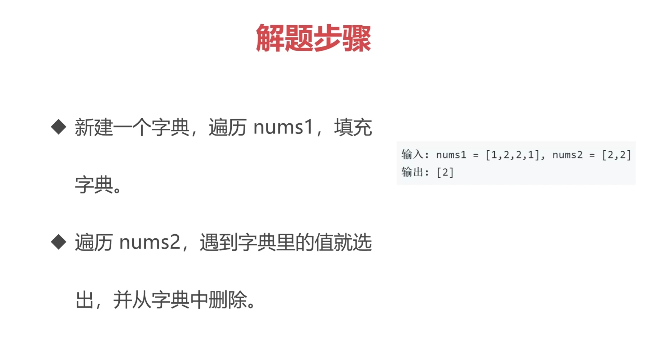 解题步骤
◆ 新建一个字典，遍历 nums1，填充
字典。
◆ 遍历 nums2，遇到字典里的值就选
出，并从字典中删除。
输入: nums1 = [1,2,2,1], nums2 = [2,2]
输出: [2]